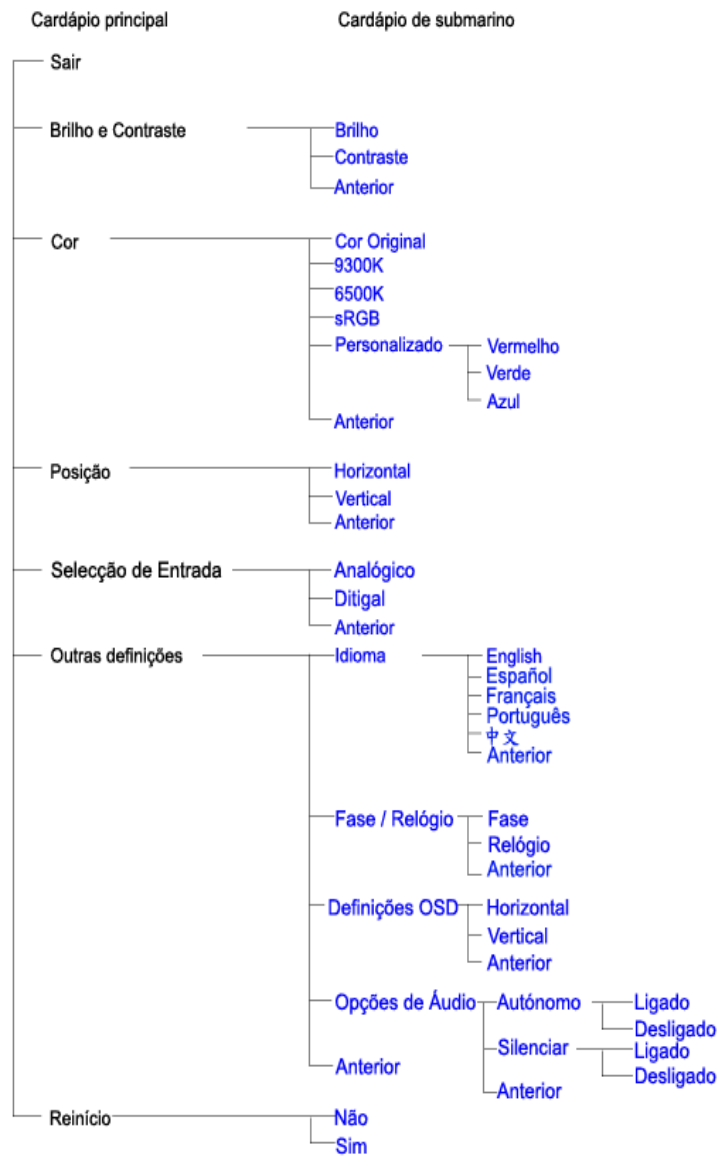 Cardápio principal Cardápio de submarino
Sair
Brilho e Contraste Brilho
Contraste
Anterior
Cor Cor Original
9300K
6500K
sRGB
Personalizado Vermelho
Verde
Azul
Anterior
Posição Horizontal
Vertical
Anterior
Selecção de Entrada Analógico
Ditigal
Anterior
Outras definições Idioma English
Español
Français
Português
中文
Anterior
Fase / Relógio Fase
Relógio
Anterior
Definições OSD Horizontal
Vertical
Anterior
Opções de Áudio Autónomo Ligado
Desligado
Silenciar Ligado
Desligado
Anterior Anterior
Reinício Não
Sim